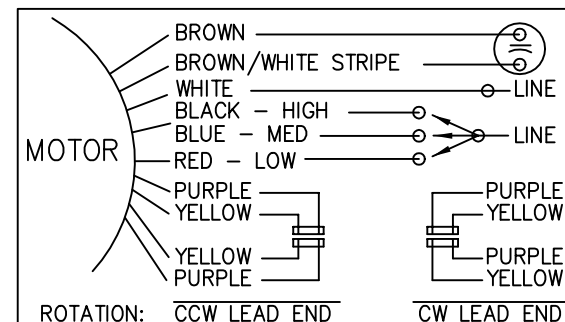 BROWN
BROWN/WHITE STRIPE
WHITE
LINE
BLACK - HIGH
BLUE - MED
LINE
MOTOR
RED - LOW
PURPLE
PURPLE
YELLOW
YELLOW
YELLOW
PURPLE
PURPLE
YELLOW
ROTATION: CCW LEAD END CW LEAD END